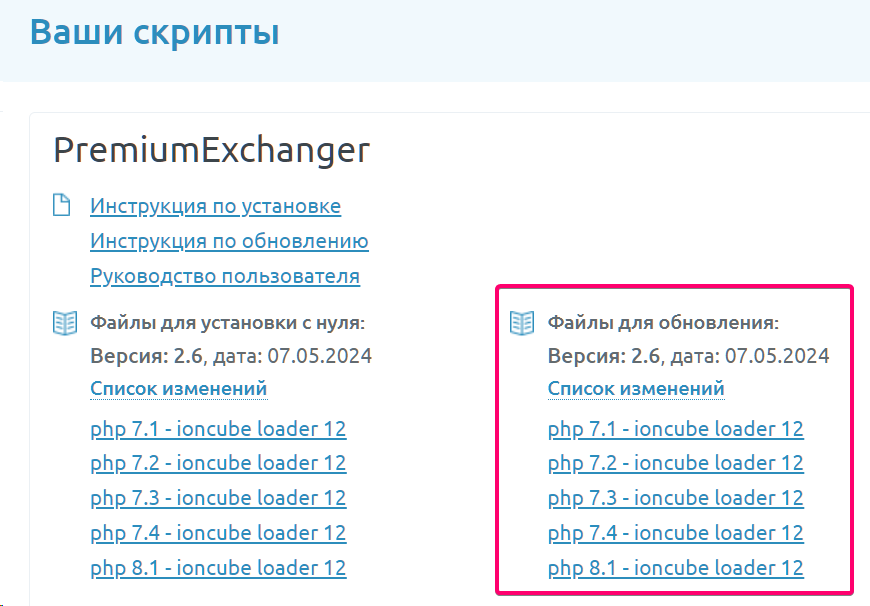 Ваши скрипты
PremiumExchanger
Инструкция по установке
Инструкция по обновлению
Руководство пользователя
Файлы для установки с нуля:
Версия: 2.6, дата: 07.05.2024
Список изменений
php 7.1 - ioncube loader 12
php 7.2 - ioncube loader 12
php 7.3 - ioncube loader 12
php 7.4 - ioncube loader 12
php 8.1 - ioncube loader 12
Файлы для обновления:
Версия: 2.6, дата: 07.05.2024
Список изменений
php 7.1 - ioncube loader 12
php 7.2 - ioncube loader 12
php 7.3 - ioncube loader 12
php 7.4 - ioncube loader 12
php 8.1 - ioncube loader 12